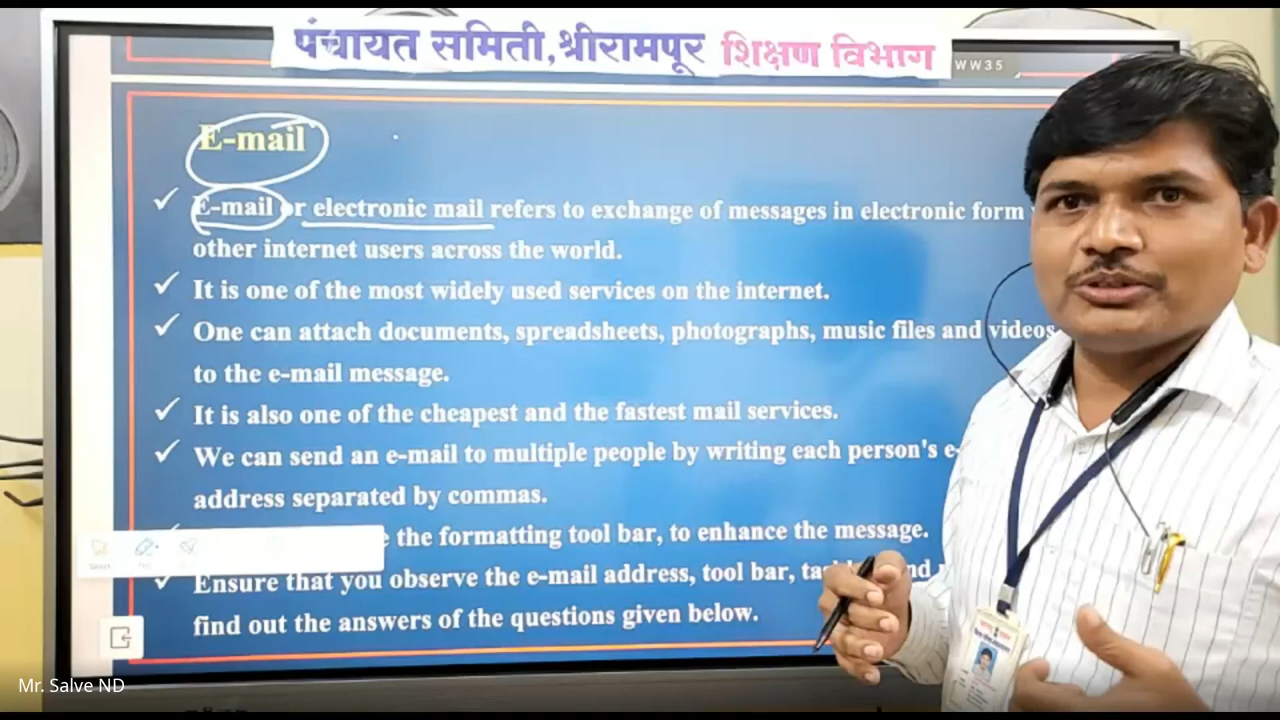 पंचायत समिती,श्रीरामपूर शिक्षण विभाग
WW35
E-mail
E-mail or electronic mail refers to exchange of messages in electronic form
other internet users across the world.
It is one of the most widely used services on the internet.
One can attach documents, spreadsheets, photographs, music files and videos
to the e-mail message.
It is also one of the cheapest and the fastest mail services.
We can send an e-mail to multiple people by writing each person's e-
address separated by commas.
the formatting tool bar, to enhance the message.
Ensure that you observe the e-mail address, tool bar,
find out the answers of the questions given below.
Mr. Salve ND